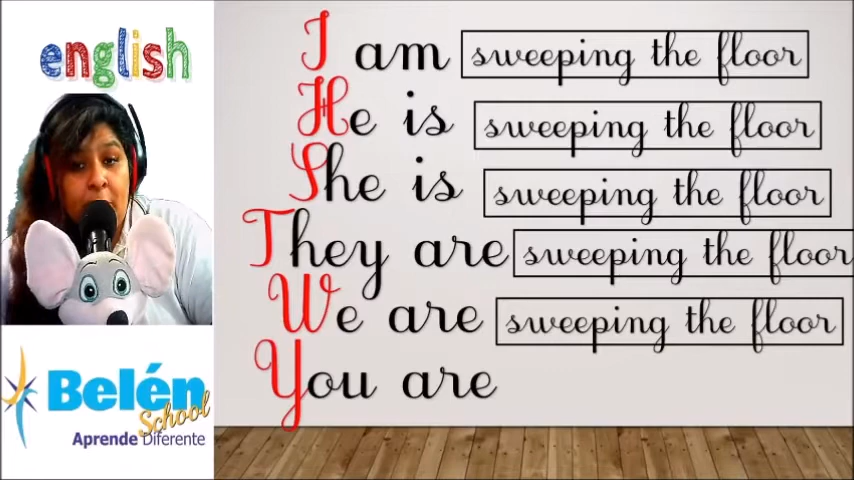 english
I am sweeping the floor
He is sweeping the floor
She is sweeping the floor
They are sweeping the floor
We are sweeping the floor
You are
Belén
School
Aprende Diferente